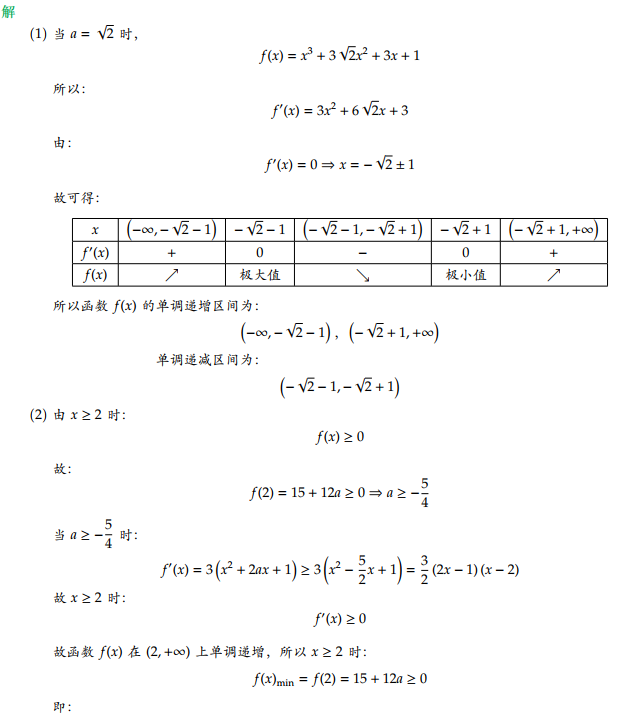 解
(1) 当 a = √2 时，
f(x) = x³ + 3√2x² + 3x + 1
所以：
f′(x) = 3x² + 6√2x + 3
由：
f′(x) = 0 ⇒ x = −√2 ± 1
故可得：
x (−∞, −√2 − 1) −√2 − 1 (−√2 − 1, −√2 + 1) −√2 + 1 (−√2 + 1, +∞)
f′(x) + 0 − 0 +
f(x) ↗ 极大值 ↘ 极小值 ↗
所以函数 f(x) 的单调递增区间为：
(−∞, −√2 − 1)，(−√2 + 1, +∞)
单调递减区间为：
(−√2 − 1, −√2 + 1)
(2) 由 x ≥ 2 时：
f(x) ≥ 0
故：
f(2) = 15 + 12a ≥ 0 ⇒ a ≥ −5/4
当 a ≥ −5/4 时：
f′(x) = 3(x² + 2ax + 1) ≥ 3(x² − 5/2x + 1) = 3/2(2x − 1)(x − 2)
故 x ≥ 2 时：
f′(x) ≥ 0
故函数 f(x) 在 (2, +∞) 上单调递增，所以 x ≥ 2 时：
f(x)min = f(2) = 15 + 12a ≥ 0
即：